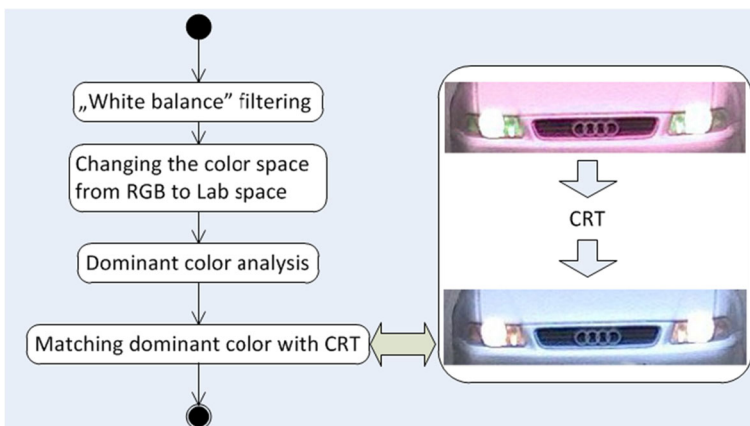 „White balance” filtering
Changing the color space
from RGB to Lab space
Dominant color analysis
Matching dominant color with CRT
CRT